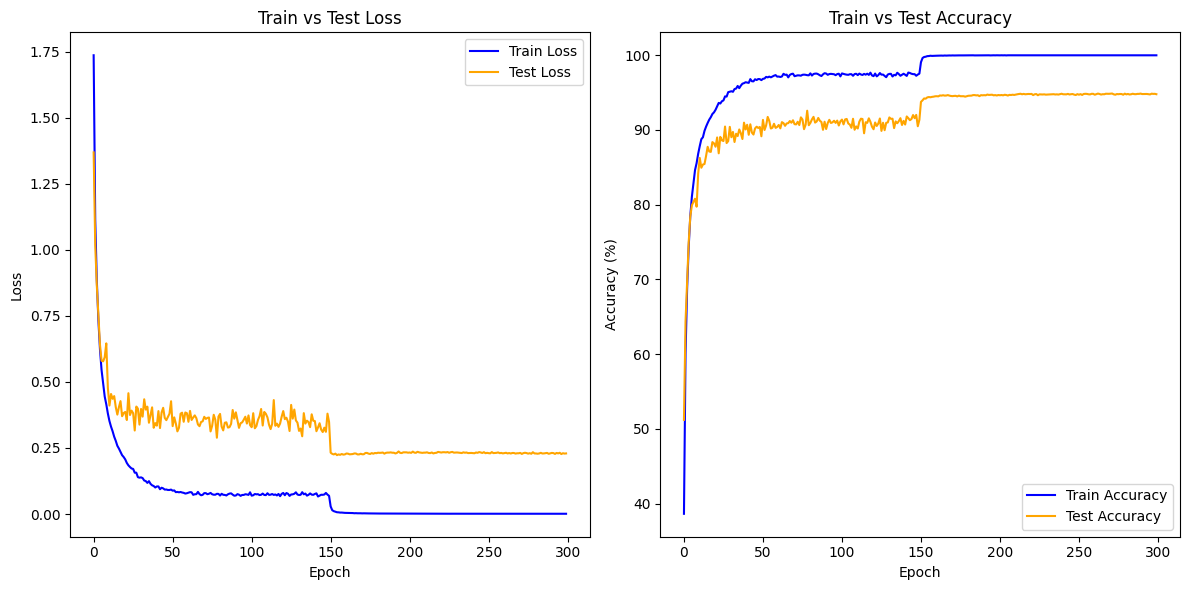 Train vs Test Loss
Train Loss
Test Loss
1.75
1.50
1.25
1.00
0.75
0.50
0.25
0.00
Loss
0 50 100 150 200 250 300
Epoch
Train vs Test Accuracy
100
90
80
70
60
50
40
Accuracy (%)
Train Accuracy
Test Accuracy
0 50 100 150 200 250 300
Epoch